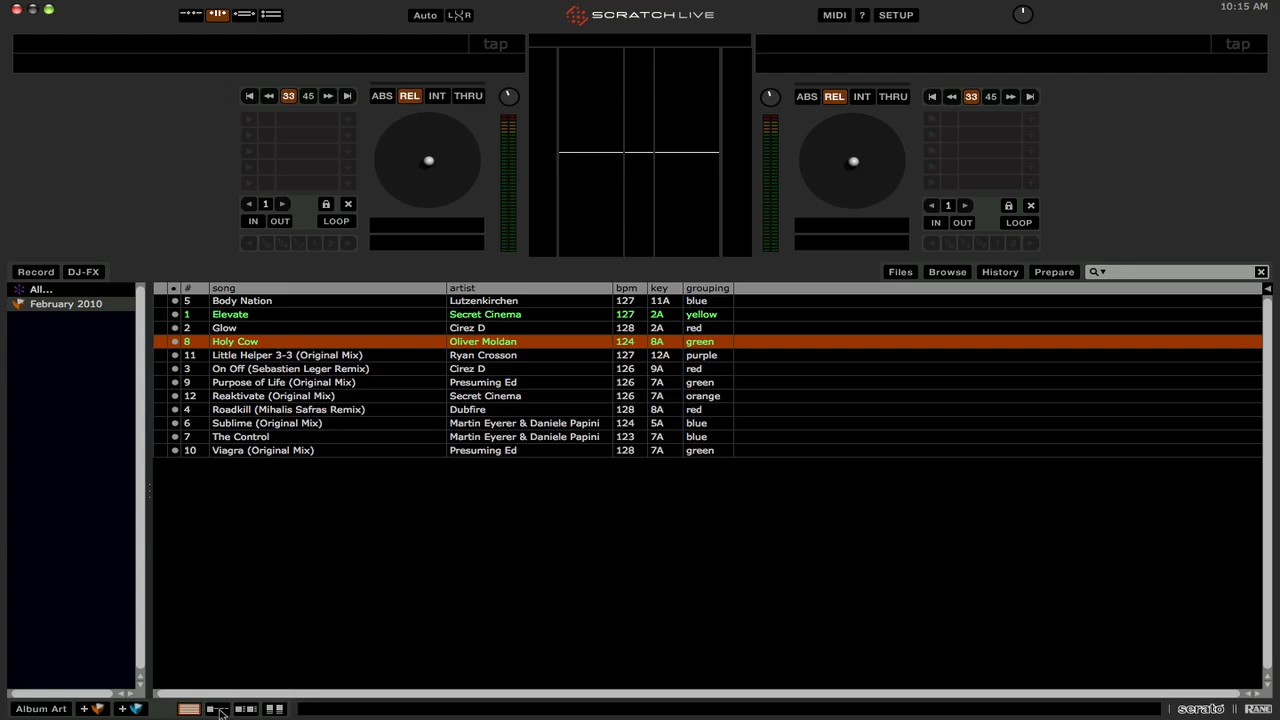 10:15 AM
Auto L R SCRATCH LIVE MIDI ? SETUP
tap tap
33 45 ABS REL INT THRU ABS REL INT THRU 33 45
1 1
IN OUT LOOP IN OUT LOOP
Record DJ-FX Files Browse History Prepare
All... # song artist bpm key grouping
February 2010 5 Body Nation Lutzenkirchen 127 11A blue
1 Elevate Secret Cinema 127 2A yellow
2 Glow Cirez D 128 2A red
8 Holy Cow Oliver Moldan 124 8A green
11 Little Helper 3-3 (Original Mix) Ryan Crosson 127 12A purple
3 On Off (Sebastien Leger Remix) Cirez D 126 9A red
9 Purpose of Life (Original Mix) Presuming Ed 126 7A green
12 Reaktivate (Original Mix) Secret Cinema 126 7A orange
4 Roadkill (Mihalis Safras Remix) Dubfire 128 8A red
6 Sublime (Original Mix) Martin Eyerer & Daniele Papini 124 5A blue
7 The Control Martin Eyerer & Daniele Papini 123 7A blue
10 Viagra (Original Mix) Presuming Ed 128 7A green
Album Art + + serato RANE